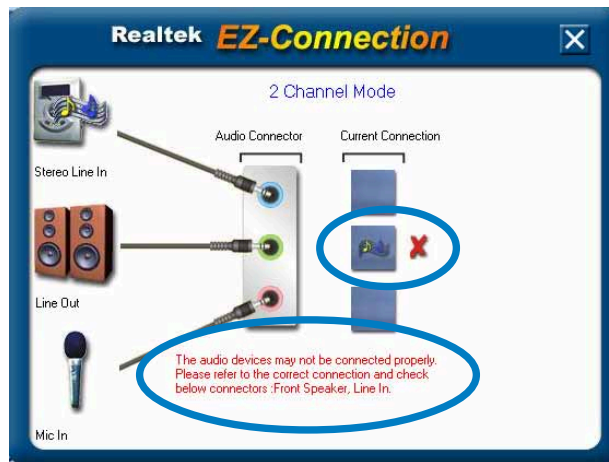 Realtek EZ-Connection
2 Channel Mode
Audio Connector
Current Connection
Stereo Line In
Line Out
The audio devices may not be connected properly.
Please refer to the correct connection and check
below connectors :Front Speaker, Line In.
Mic In